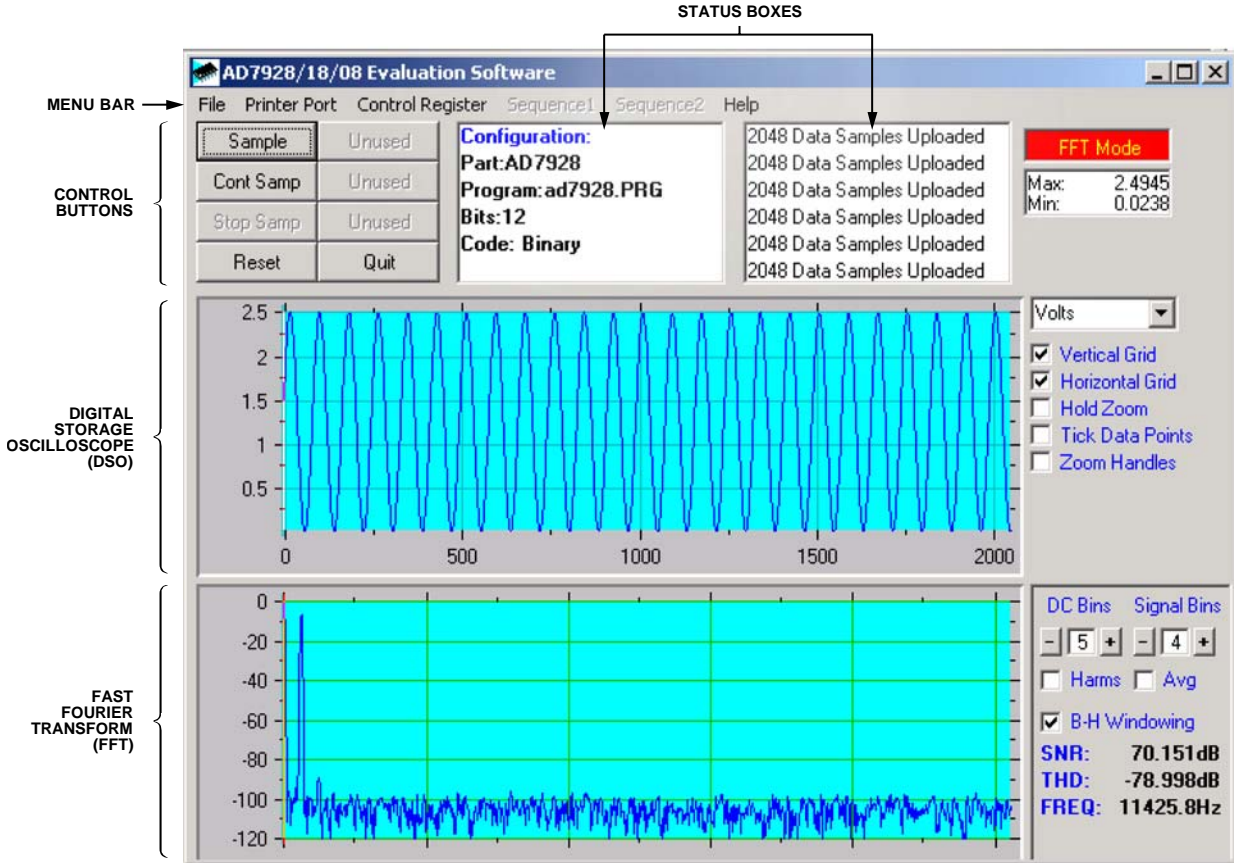 STATUS BOXES
AD7928/18/08 Evaluation Software
MENU BAR
File Printer Port Control Register Sequence1 Sequence2 Help
CONTROL
BUTTONS
Sample Unused
Cont Samp Unused
Stop Samp Unused
Reset Quit
Configuration:
Part:AD7928
Program:ad7928.PRG
Bits:12
Code: Binary
2048 Data Samples Uploaded
2048 Data Samples Uploaded
2048 Data Samples Uploaded
2048 Data Samples Uploaded
2048 Data Samples Uploaded
2048 Data Samples Uploaded
FFT Mode
Max: 2.4945
Min: 0.0238
DIGITAL
STORAGE
OSCILLOSCOPE
(DSO)
2.5
2
1.5
1
0.5
0 500 1000 1500 2000
Volts
Vertical Grid
Horizontal Grid
Hold Zoom
Tick Data Points
Zoom Handles
FAST
FOURIER
TRANSFORM
(FFT)
0
-20
-40
-60
-80
-100
-120
DC Bins Signal Bins
- 5 + - 4 +
Harms Avg
B-H Windowing
SNR: 70.151dB
THD: -78.998dB
FREQ: 11425.8Hz